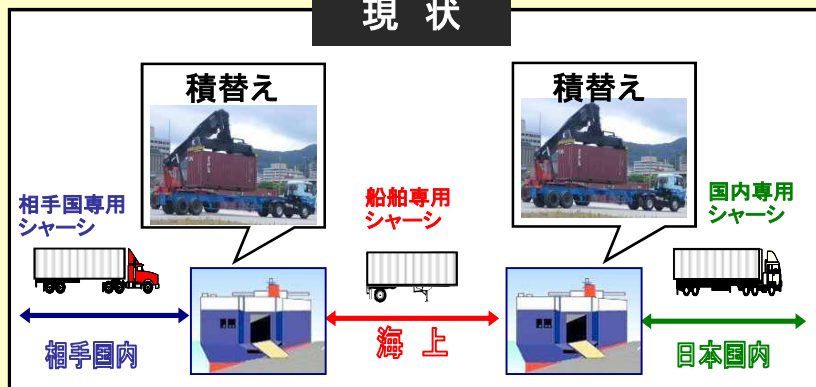 現 状
積替え
積替え
相手国専用
シャーシ
船舶専用
シャーシ
国内専用
シャーシ
相手国内
海 上
日本国内